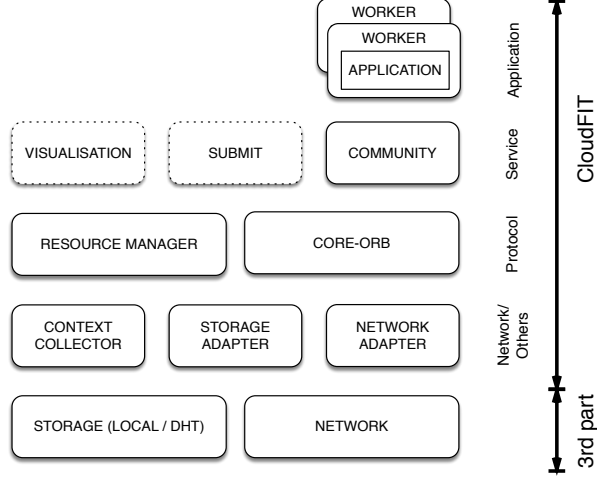 WORKER
WORKER
APPLICATION
Application
VISUALISATION
SUBMIT
COMMUNITY
Service
RESOURCE MANAGER
CORE-ORB
Protocol
CONTEXT
COLLECTOR
STORAGE
ADAPTER
NETWORK
ADAPTER
Network/
Others
STORAGE (LOCAL / DHT)
NETWORK
CloudFIT
3rd part